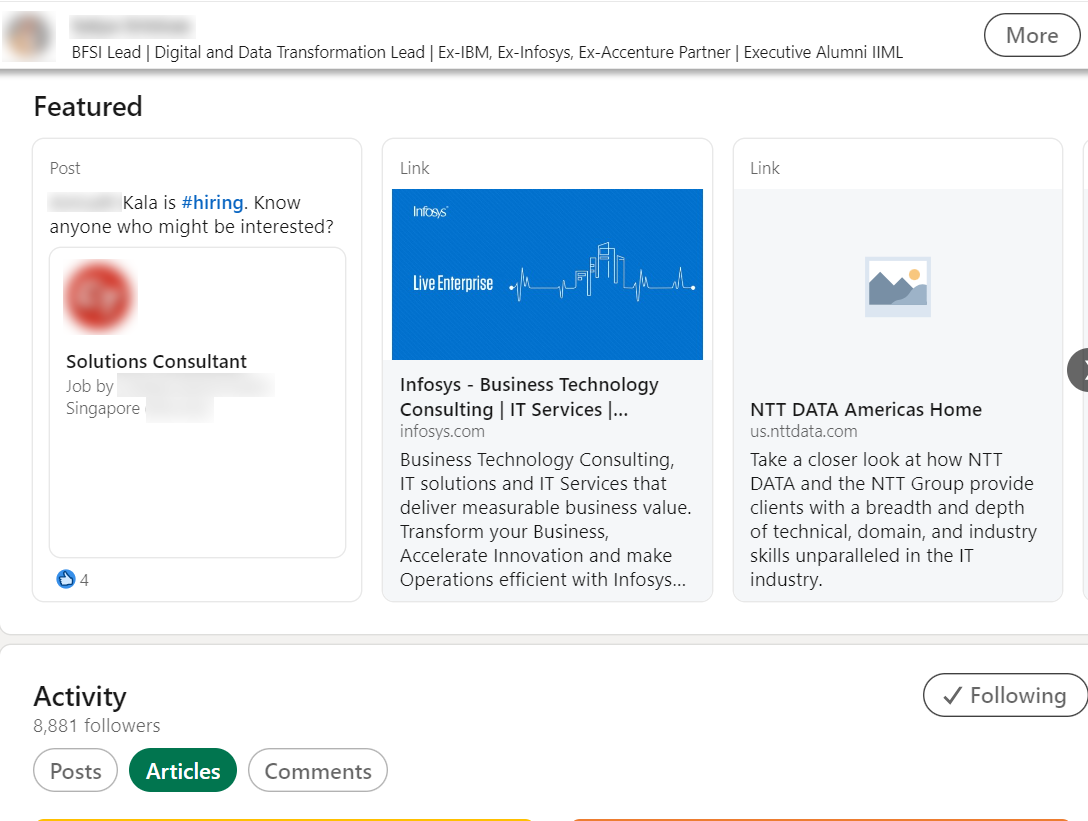 BFSI Lead | Digital and Data Transformation Lead | Ex-IBM, Ex-Infosys, Ex-Accenture Partner | Executive Alumni IIML
More
Featured
Post
Kala is #hiring. Know
anyone who might be interested?
Solutions Consultant
Job by
Singapore
4
Link
Infosys
Live Enterprise
Infosys - Business Technology
Consulting | IT Services |...
infosys.com
Business Technology Consulting,
IT solutions and IT Services that
deliver measurable business value.
Transform your Business,
Accelerate Innovation and make
Operations efficient with Infosys...
Link
NTT DATA Americas Home
us.nttdata.com
Take a closer look at how NTT
DATA and the NTT Group provide
clients with a breadth and depth
of technical, domain, and industry
skills unparalleled in the IT
industry.
Activity
8,881 followers
Following
Posts
Articles
Comments